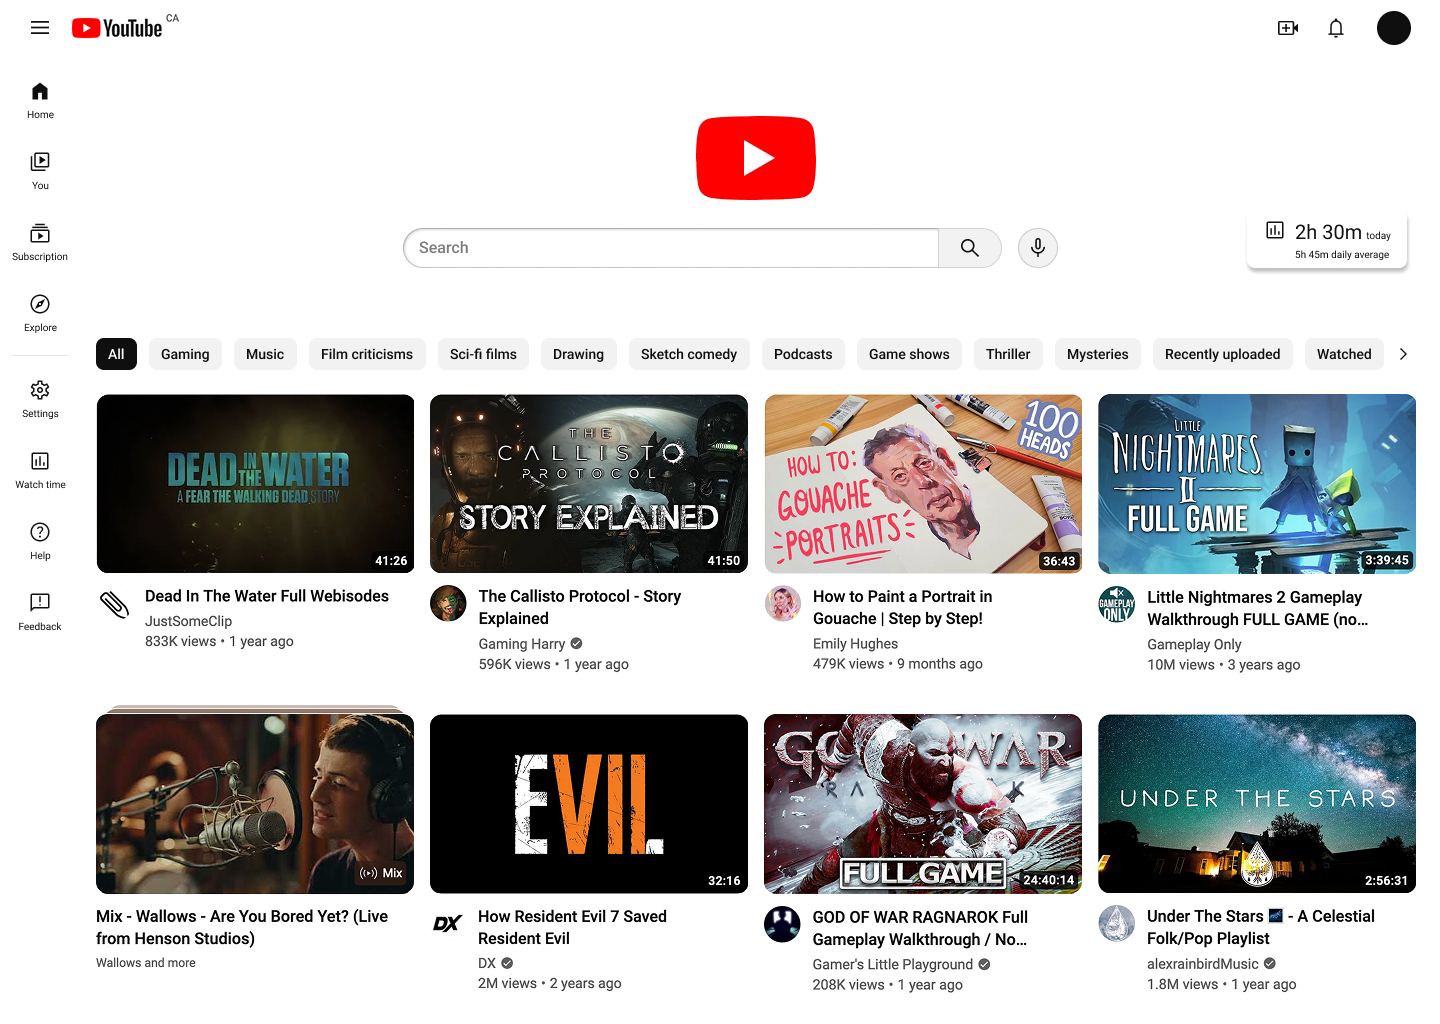 YouTube CA
Home
You
Subscription
Explore
Settings
Watch time
Help
Feedback
Search
2h 30m today
5h 45m daily average
All Gaming Music Film criticisms Sci-fi films Drawing Sketch comedy Podcasts Game shows Thriller Mysteries Recently uploaded Watched
DEAD IN THE WATER
A FEAR THE WALKING DEAD STORY
41:26
Dead In The Water Full Webisodes
JustSomeClip
833K views • 1 year ago
THE
CALLISTO
PROTOCOL
STORY EXPLAINED
41:50
The Callisto Protocol - Story
Explained
Gaming Harry
596K views • 1 year ago
100
HEADS
HOW TO:
GOUACHE
PORTRAITS
36:43
How to Paint a Portrait in
Gouache | Step by Step!
Emily Hughes
479K views • 9 months ago
LITTLE
NIGHTMARES
II
FULL GAME
3:39:45
GAMEPLAY
ONLY
Little Nightmares 2 Gameplay
Walkthrough FULL GAME (no...
Gameplay Only
10M views • 3 years ago
Mix
Mix - Wallows - Are You Bored Yet? (Live
from Henson Studios)
Wallows and more
EVIL
32:16
DX
How Resident Evil 7 Saved
Resident Evil
DX
2M views • 2 years ago
GOD WAR
FULL GAME
24:40:14
GOD OF WAR RAGNAROK Full
Gameplay Walkthrough / No...
Gamer's Little Playground
208K views • 1 year ago
UNDER THE STARS
2:56:31
Under The Stars 🌌 - A Celestial
Folk/Pop Playlist
alexrainbirdMusic
1.8M views • 1 year ago